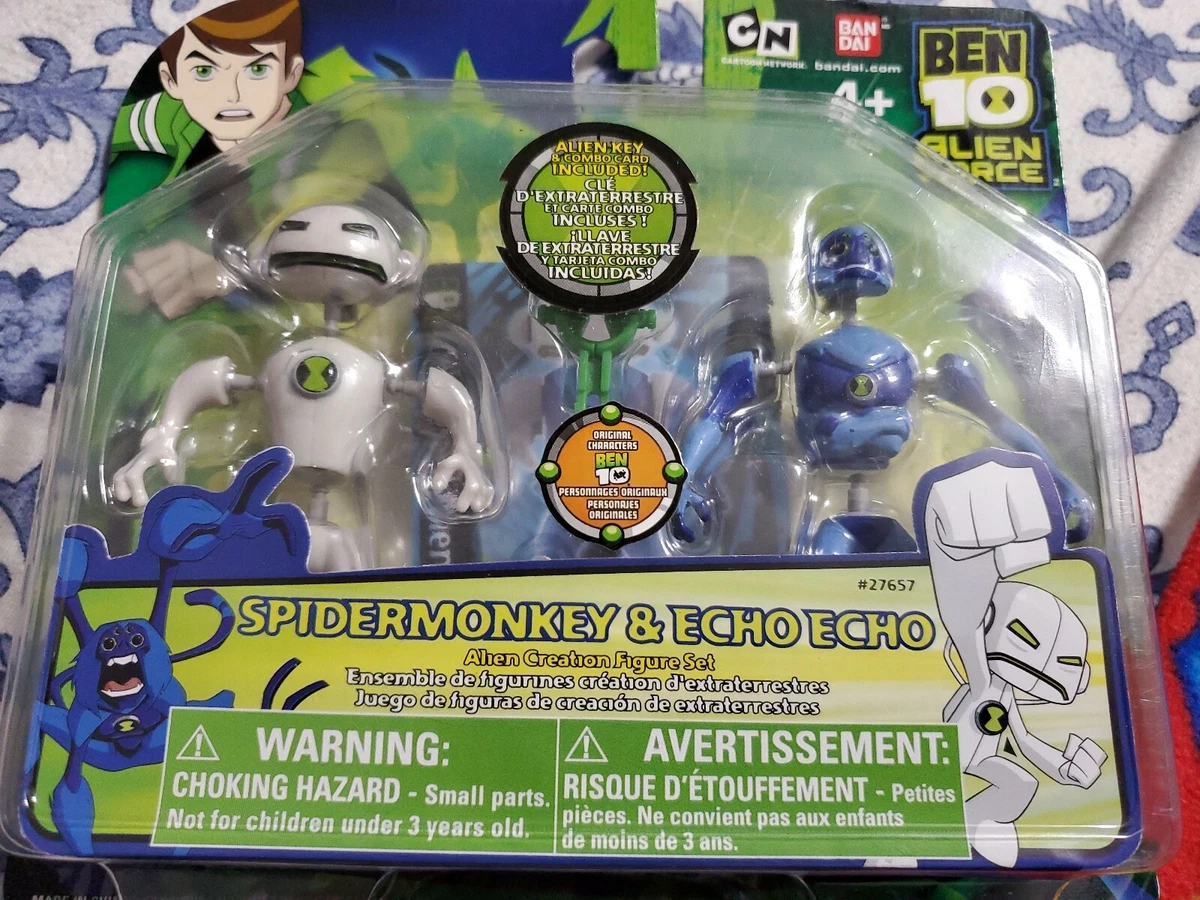 CN
CARTOON NETWORK.
BAN
DAI
bandai.com
4+
BEN
10
ALIEN
FORCE
ALIEN KEY
& COMBO CARD
INCLUDED!
CLÉ
D'EXTRATERRESTRE
ET CARTE COMBO
INCLUSES !
¡LLAVE
DE EXTRATERRESTRE
Y TARJETA COMBO
INCLUIDAS!
ORIGINAL
CHARACTERS
BEN
10
PERSONNAGES ORIGINAUX
PERSONAJES
ORIGINALES
#27657
SPIDERMONKEY & ECHO ECHO
Alien Creation Figure Set
Ensemble de figurines création d'extraterrestres
Juego de figuras de creación de extraterrestres
WARNING:
CHOKING HAZARD - Small parts.
Not for children under 3 years old.
AVERTISSEMENT:
RISQUE D'ÉTOUFFEMENT - Petites
pièces. Ne convient pas aux enfants
de moins de 3 ans.